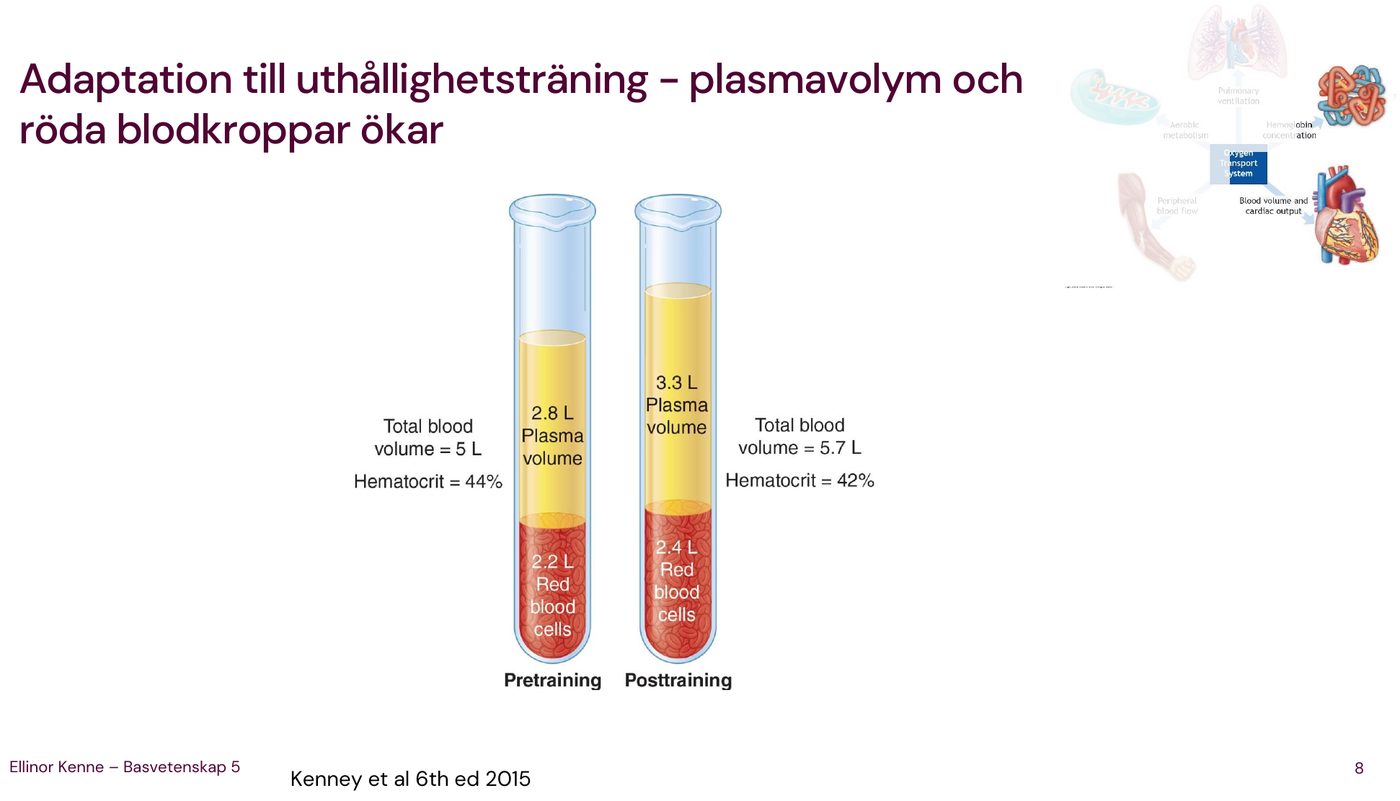 Adaptation till uthållighetsträning – plasmavolym och
röda blodkroppar ökar
Pulmonary
ventilation
Aerobic
metabolism
Hemoglobin
concentration
Oxygen
Transport
System
Peripheral
blood flow
Blood volume and
cardiac output
Total blood
volume = 5 L
Hematocrit = 44%
2.8 L
Plasma
volume
2.2 L
Red
blood
cells
Pretraining
3.3 L
Plasma
volume
2.4 L
Red
blood
cells
Posttraining
Total blood
volume = 5.7 L
Hematocrit = 42%
Ellinor Kenne – Basvetenskap 5
Kenney et al 6th ed 2015
8